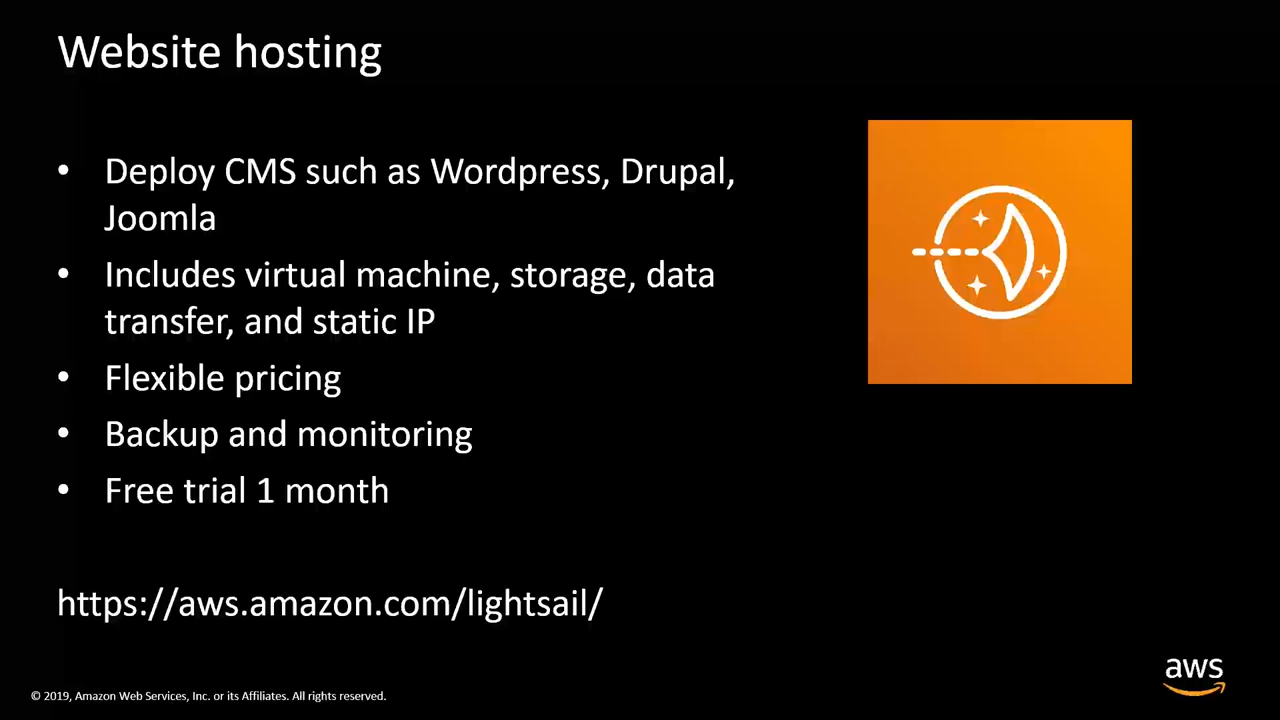 Website hosting
• Deploy CMS such as Wordpress, Drupal,
Joomla
• Includes virtual machine, storage, data
transfer, and static IP
• Flexible pricing
• Backup and monitoring
• Free trial 1 month
https://aws.amazon.com/lightsail/
© 2019, Amazon Web Services, Inc. or its Affiliates. All rights reserved.
aws